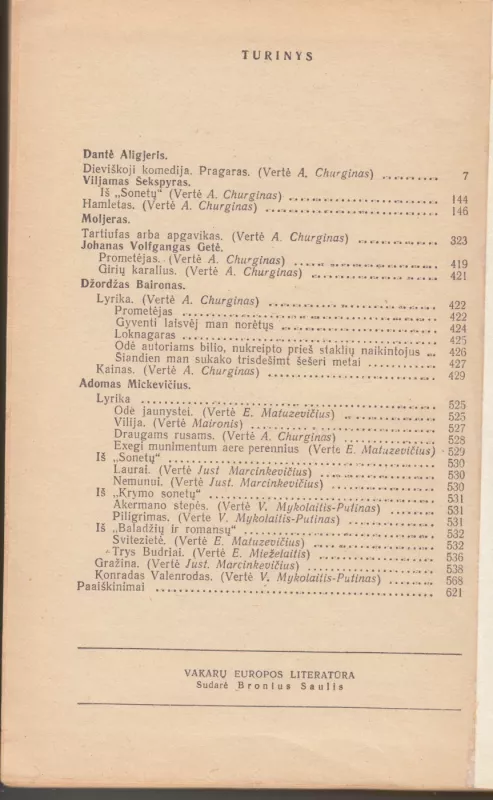 TURINYS
Dantė Aligjeris.
Dieviškoji komedija. Pragaras. (Vertė A. Churginas) 7
Viljamas Šekspyras.
Iš „Sonetų“ (Vertė A. Churginas) 144
Hamletas. (Vertė A. Churginas) 146
Moljeras.
Tartiufas arba apgavikas. (Vertė A. Churginas) 323
Johanas Volfgangas Getė.
Prometėjas. (Vertė A. Churginas) 419
Girių karalius. (Vertė A. Churginas) 421
Džordžas Baironas.
Lyrika. (Vertė A. Churginas) 422
Prometėjas 422
Gyventi laisvėj man norėtųs 424
Loknagaras 425
Odė autoriams bilio, nukreipto prieš staklių naikintojus 426
Šiandien man sukako trisdešimt šešeri metai 427
Kainas. (Vertė A. Churginas) 429
Adomas Mickevičius.
Lyrika 525
Odė jaunystei. (Vertė E. Matuzevičius) 525
Vilija. (Vertė Maironis) 527
Draugams rusams. (Vertė A. Churginas) 528
Exegi munimentum aere perennius (Vertė E. Matuzevičius) 529
Iš „Sonetų“ 530
Laurai. (Vertė Just Marcinkevičius) 530
Nemunui. (Vertė Just. Marcinkevičius) 530
Iš „Krymo sonetų“ 531
Akermano stepės. (Vertė V. Mykolaitis-Putinas) 531
Piligrimas. (Verte V. Mykolaitis-Putinas) 531
Iš „Baladžių ir romansų“ 532
Svitezietė. (Vertė E. Matuzevičius) 532
Trys Budriai. (Vertė E. Mieželaitis) 536
Gražina. (Vertė Just. Marcinkevičius) 538
Konradas Valenrodas. (Vertė V. Mykolaitis-Putinas) 568
Paaiškinimai 621
VAKARŲ EUROPOS LITERATŪRA
Sudarė Bronius Saulis